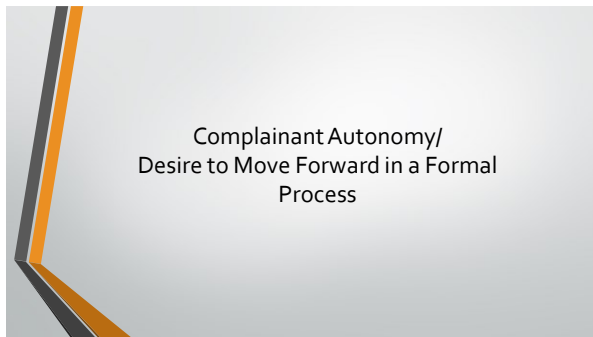 Complainant Autonomy/
Desire to Move Forward in a Formal
Process